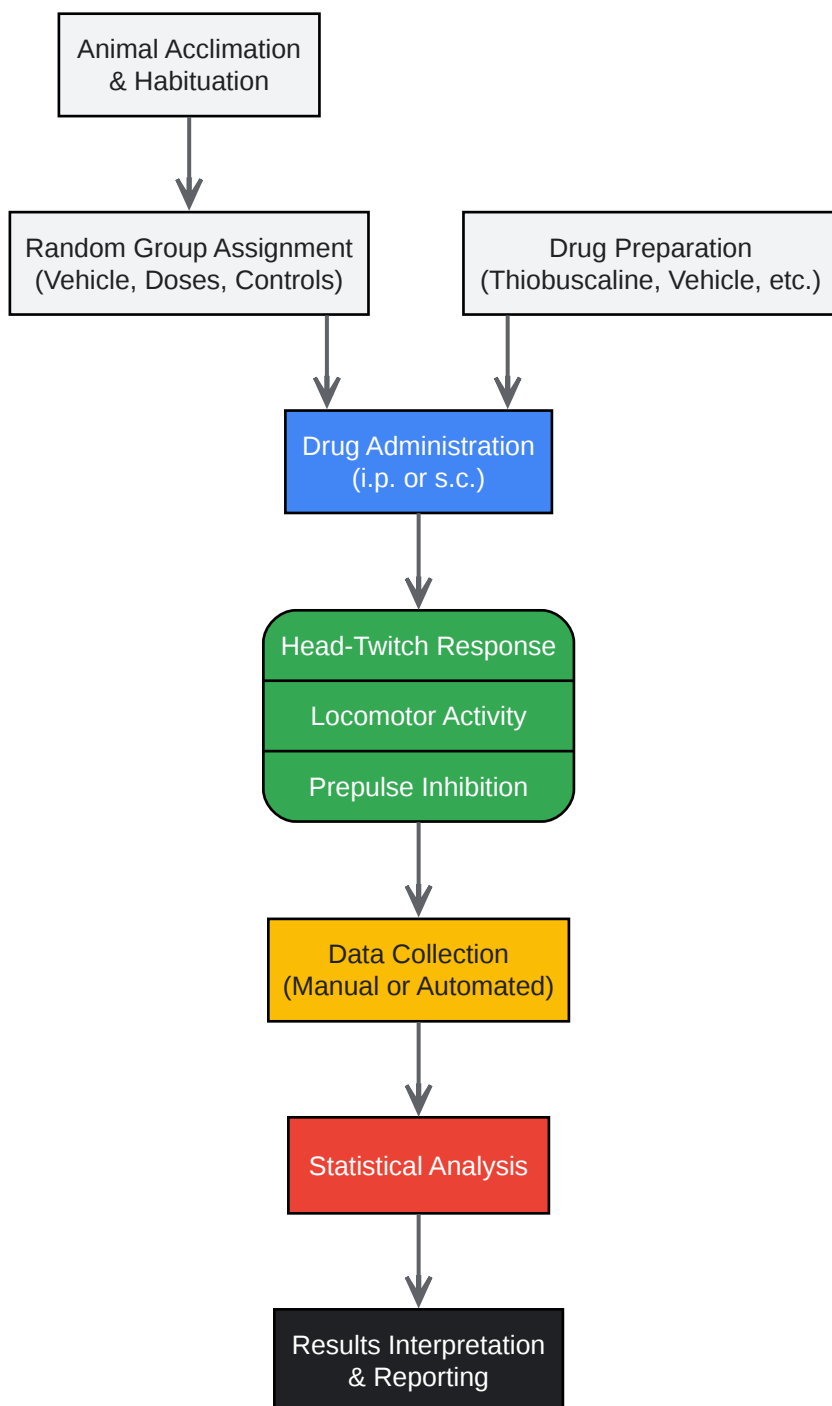 Animal Acclimation
& Habituation
Random Group Assignment
(Vehicle, Doses, Controls)
Drug Preparation
(Thiobuscaline, Vehicle, etc.)
Drug Administration
(i.p. or s.c.)
Head-Twitch Response
Locomotor Activity
Prepulse Inhibition
Data Collection
(Manual or Automated)
Statistical Analysis
Results Interpretation
& Reporting